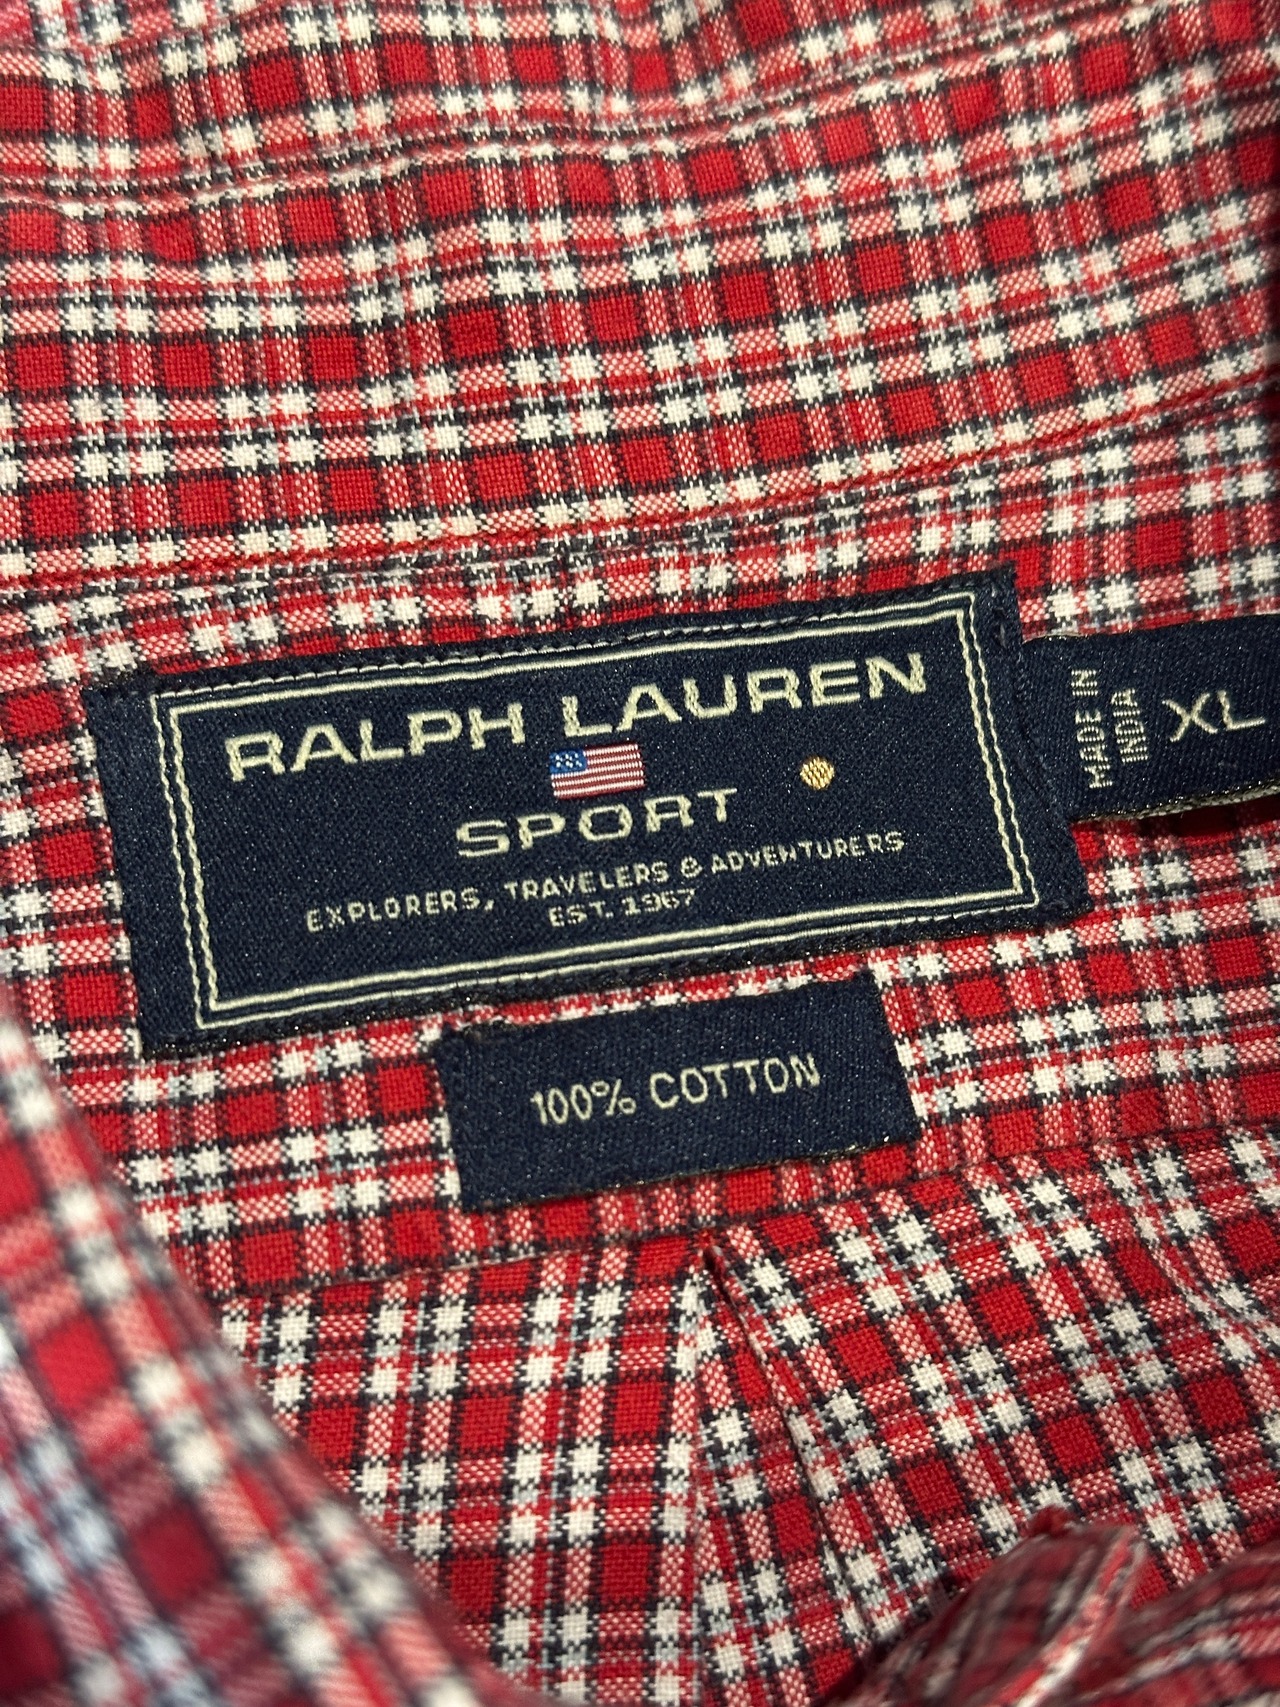 RALPH LAUREN
SPORT
EXPLORERS, TRAVELERS & ADVENTURERS
EST. 1967
MADE IN
INDIA
XL
100% COTTON